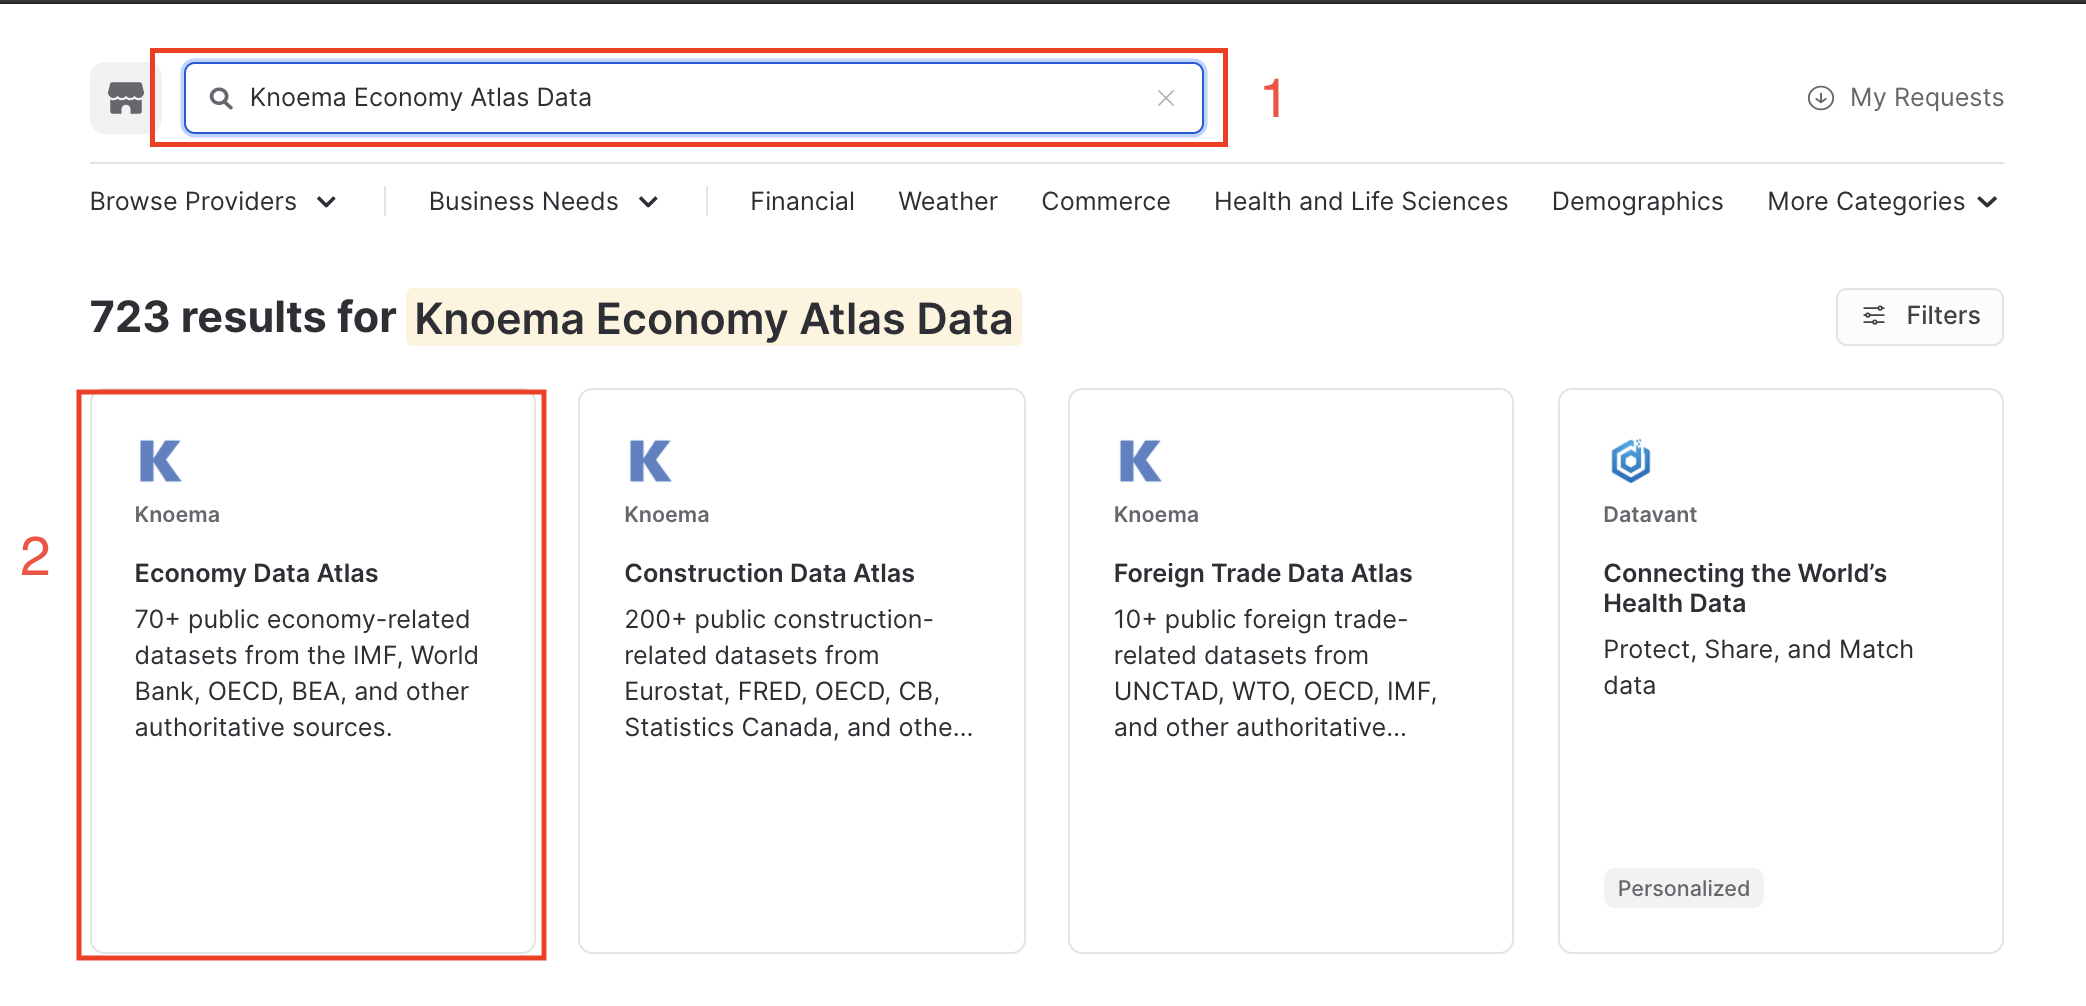 Knoema Economy Atlas Data
1
My Requests
Browse Providers
Business Needs
Financial
Weather
Commerce
Health and Life Sciences
Demographics
More Categories
723 results for Knoema Economy Atlas Data
Filters
2
K
Knoema
Economy Data Atlas
70+ public economy-related
datasets from the IMF, World
Bank, OECD, BEA, and other
authoritative sources.
K
Knoema
Construction Data Atlas
200+ public construction-
related datasets from
Eurostat, FRED, OECD, CB,
Statistics Canada, and othe...
K
Knoema
Foreign Trade Data Atlas
10+ public foreign trade-
related datasets from
UNCTAD, WTO, OECD, IMF,
and other authoritative...
Datavant
Connecting the World’s
Health Data
Protect, Share, and Match
data
Personalized